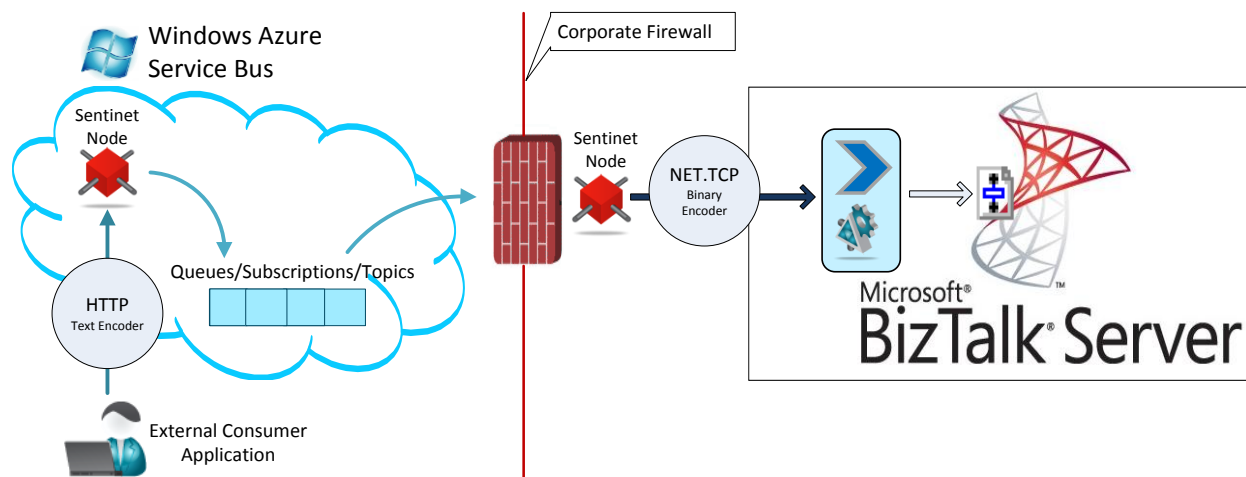 Windows Azure
Service Bus
Corporate Firewall
Sentinet
Node
Sentinet
Node
NET.TCP
Binary
Encoder
Queues/Subscriptions/Topics
HTTP
Text Encoder
External Consumer
Application
TM
Microsoft®
BizTalk® Server